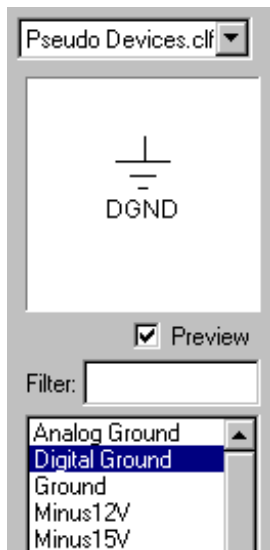 Pseudo Devices.clf
DGND
Preview
Filter:
Analog Ground
Digital Ground
Ground
Minus12V
Minus15V